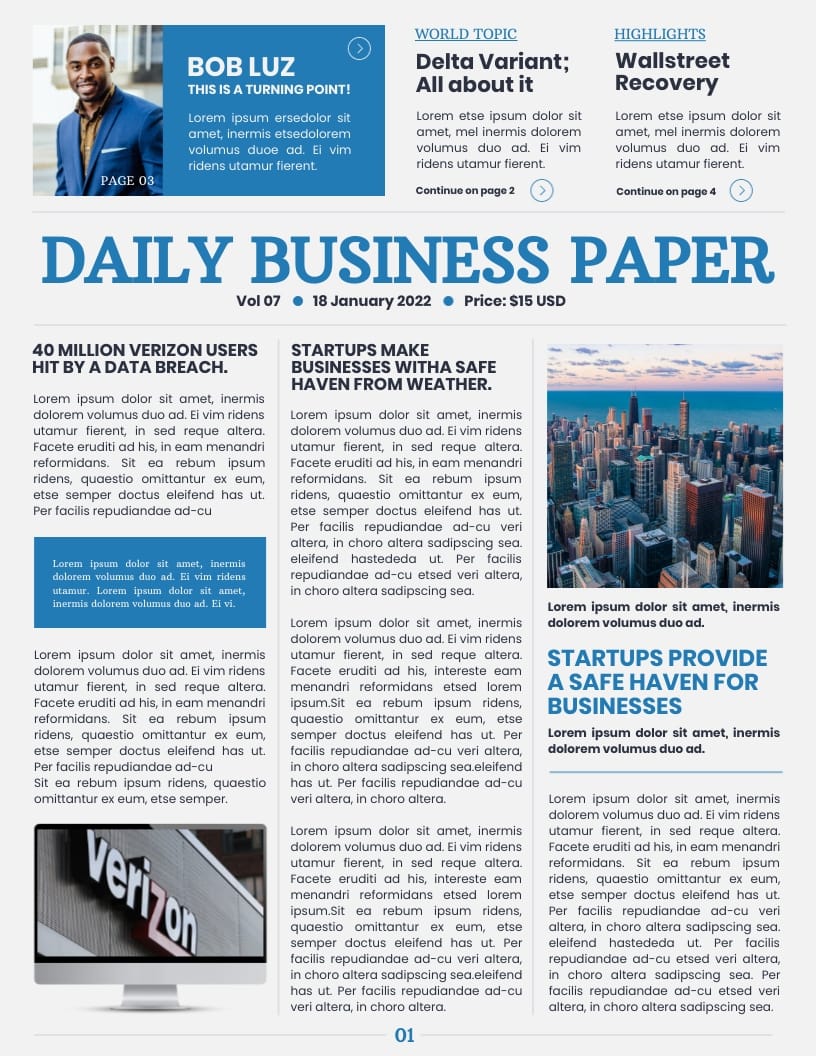 BOB LUZ
THIS IS A TURNING POINT!
Lorem ipsum ersedolor sit
amet, inermis etsedolorem
volumus duoe ad. Ei vim
ridens utamur fierent.
PAGE 03
WORLD TOPIC
Delta Variant;
All about it
Lorem etse ipsum dolor sit
amet, mel inermis dolorem
volumus duo ad. Ei vim
ridens utamur fierent.
Continue on page 2
HIGHLIGHTS
Wallstreet
Recovery
Lorem etse ipsum dolor sit
amet, mel inermis dolorem
volumus duo ad. Ei vim
ridens utamur fierent.
Continue on page 4
DAILY BUSINESS PAPER
Vol 07 ● 18 January 2022 ● Price: $15 USD
40 MILLION VERIZON USERS
HIT BY A DATA BREACH.
Lorem ipsum dolor sit amet, inermis
dolorem volumus duo ad. Ei vim ridens
utamur fierent, in sed reque altera.
Facete eruditi ad his, in eam menandri
reformidans. Sit ea rebum ipsum
ridens, quaestio omittantur ex eum,
etse semper doctus eleifend has ut.
Per facilis repudiandae ad-cu
Lorem ipsum dolor sit amet, inermis
dolorem volumus duo ad. Ei vim ridens
utamur. Lorem ipsum dolor sit amet,
inermis dolorem volumus duo ad. Ei vi.
Lorem ipsum dolor sit amet, inermis
dolorem volumus duo ad. Ei vim ridens
utamur fierent, in sed reque altera.
Facete eruditi ad his, in eam menandri
reformidans. Sit ea rebum ipsum
ridens, quaestio omittantur ex eum,
etse semper doctus eleifend has ut.
Per facilis repudiandae ad-cu
Sit ea rebum ipsum ridens, quaestio
omittantur ex eum, etse semper.
verizon
STARTUPS MAKE
BUSINESSES WITHA SAFE
HAVEN FROM WEATHER.
Lorem ipsum dolor sit amet, inermis
dolorem volumus duo ad. Ei vim ridens
utamur fierent, in sed reque altera.
Facete eruditi ad his, in eam menandri
reformidans. Sit ea rebum ipsum
ridens, quaestio omittantur ex eum,
etse semper doctus eleifend has ut.
Per facilis repudiandae ad-cu veri
altera, in choro altera sadipscing sea.
eleifend hastededa ut. Per facilis
repudiandae ad-cu etsed veri altera,
in choro altera sadipscing sea.
Lorem ipsum dolor sit amet, inermis
dolorem volumus duo ad. Ei vim ridens
utamur fierent, in sed reque altera.
Facete eruditi ad his, intereste eam
menandri reformidans etsed lorem
ipsum.Sit ea rebum ipsum ridens,
quaestio omittantur ex eum, etse
semper doctus eleifend has ut. Per
facilis repudiandae ad-cu veri altera,
in choro altera sadipscing sea.eleifend
has ut. Per facilis repudiandae ad-cu
veri altera, in choro altera.
Lorem ipsum dolor sit amet, inermis
dolorem volumus duo ad. Ei vim ridens
utamur fierent, in sed reque altera.
Facete eruditi ad his, intereste eam
menandri reformidans etsed lorem
ipsum.Sit ea rebum ipsum ridens,
quaestio omittantur ex eum, etse
semper doctus eleifend has ut. Per
facilis repudiandae ad-cu veri altera,
in choro altera sadipscing sea.eleifend
has ut. Per facilis repudiandae ad-cu
veri altera, in choro altera.
Lorem ipsum dolor sit amet, inermis
dolorem volumus duo ad.
STARTUPS PROVIDE
A SAFE HAVEN FOR
BUSINESSES
Lorem ipsum dolor sit amet, inermis
dolorem volumus duo ad.
Lorem ipsum dolor sit amet, inermis
dolorem volumus duo ad. Ei vim ridens
utamur fierent, in sed reque altera.
Facete eruditi ad his, in eam menandri
reformidans. Sit ea rebum ipsum
ridens, quaestio omittantur ex eum,
etse semper doctus eleifend has ut.
Per facilis repudiandae ad-cu veri
altera, in choro altera sadipscing sea.
eleifend hastededa ut. Per facilis
repudiandae ad-cu etsed veri altera,
in choro altera sadipscing sea. Per
facilis repudiandae ad-cu etsed veri
altera, in choro altera sadipscing sea.
01